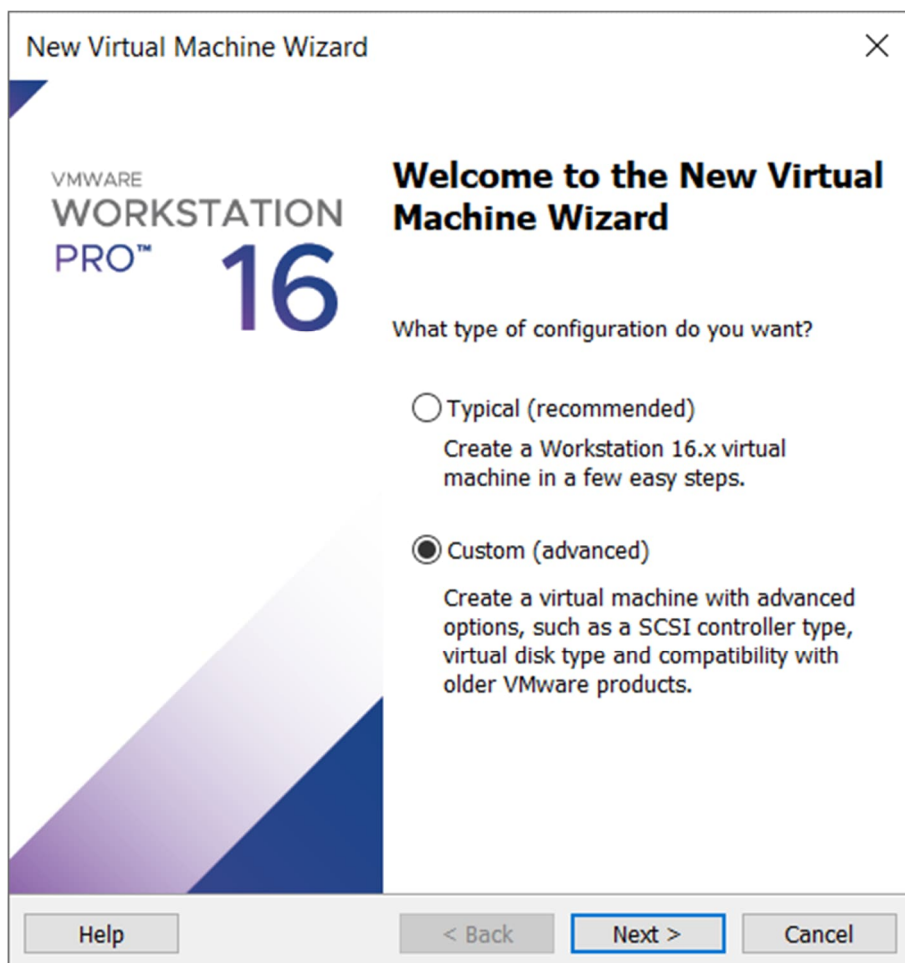 New Virtual Machine Wizard
VMWARE
WORKSTATION
PRO™ 16
Welcome to the New Virtual
Machine Wizard
What type of configuration do you want?
Typical (recommended)
Create a Workstation 16.x virtual
machine in a few easy steps.
Custom (advanced)
Create a virtual machine with advanced
options, such as a SCSI controller type,
virtual disk type and compatibility with
older VMware products.
Help < Back Next > Cancel